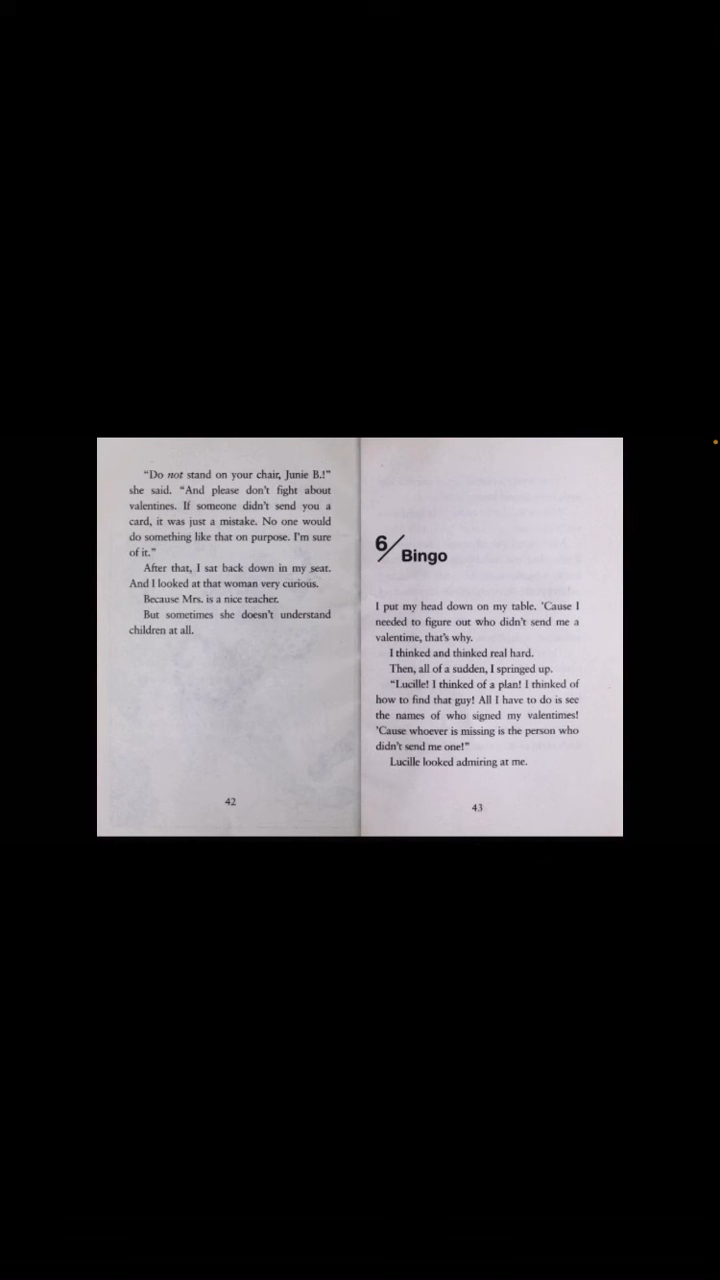 “Do not stand on your chair, Junie B.!”
she said. “And please don’t fight about
valentines. If someone didn’t send you a
card, it was just a mistake. No one would
do something like that on purpose. I’m sure
of it.”
After that, I sat back down in my seat.
And I looked at that woman very curious.
Because Mrs. is a nice teacher.
But sometimes she doesn’t understand
children at all.
42
6/Bingo
I put my head down on my table. ’Cause I
needed to figure out who didn’t send me a
valentime, that’s why.
I thinked and thinked real hard.
Then, all of a sudden, I springed up.
“Lucille! I thinked of a plan! I thinked of
how to find that guy! All I have to do is see
the names of who signed my valentimes!
’Cause whoever is missing is the person who
didn’t send me one!”
Lucille looked admiring at me.
43